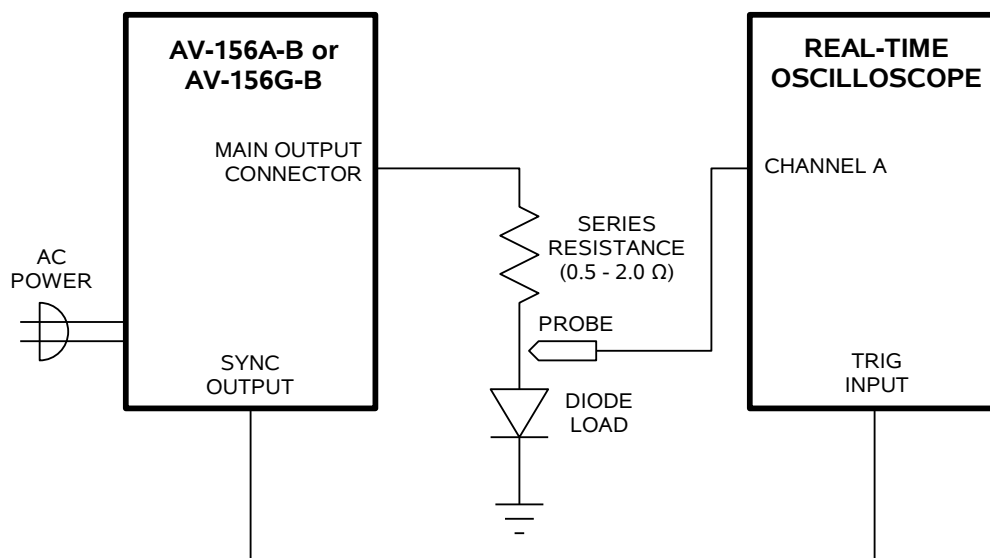 AV-156A-B or
AV-156G-B
MAIN OUTPUT
CONNECTOR
AC
POWER
SYNC
OUTPUT
SERIES
RESISTANCE
(0.5 - 2.0 Ω)
PROBE
DIODE
LOAD
REAL-TIME
OSCILLOSCOPE
CHANNEL A
TRIG
INPUT